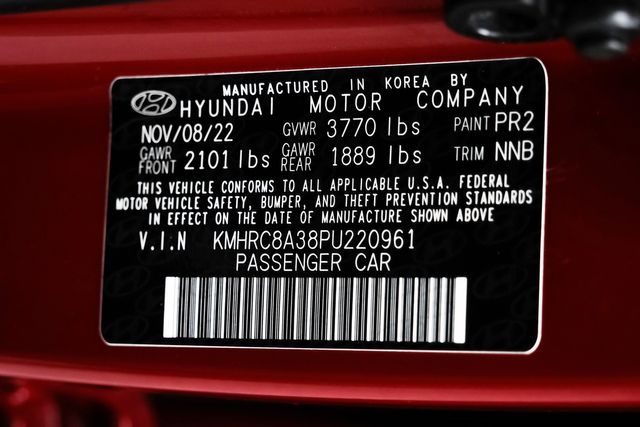 MANUFACTURED IN KOREA BY
HYUNDAI MOTOR COMPANY
NOV/08/22 GVWR 3770 lbs PAINT PR2
GAWR FRONT 2101 lbs GAWR REAR 1889 lbs TRIM NNB
THIS VEHICLE CONFORMS TO ALL APPLICABLE U.S.A. FEDERAL
MOTOR VEHICLE SAFETY, BUMPER, AND THEFT PREVENTION STANDARDS
IN EFFECT ON THE DATE OF MANUFACTURE SHOWN ABOVE
V.I.N KMHRC8A38PU220961
PASSENGER CAR